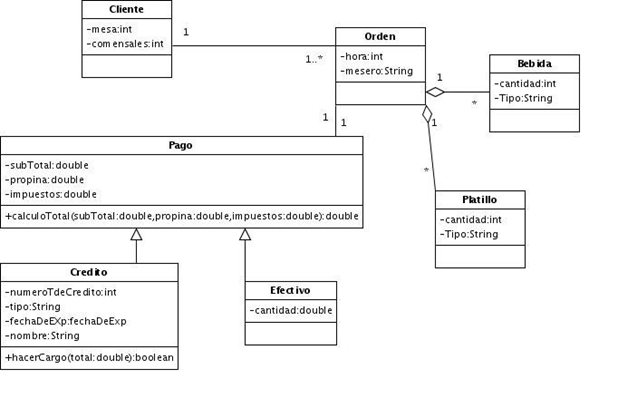 Cliente
-mesa:int
-comensales:int
1
1..*
Orden
-hora:int
-mesero:String
1
*
Bebida
-cantidad:int
-Tipo:String
1
*
Platillo
-cantidad:int
-Tipo:String
1
1
Pago
-subTotal:double
-propina:double
-impuestos:double
+calculoTotal(subTotal:double,propina:double,impuestos:double):double
Credito
-numeroTdeCredito:int
-tipo:String
-fechaDeEXp:fechaDeExp
-nombre:String
+hacerCargo(total:double):boolean
Efectivo
-cantidad:double